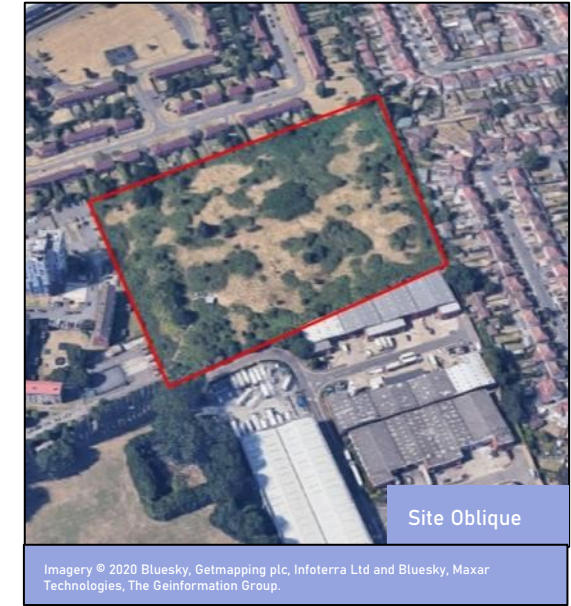 Site Oblique
Imagery © 2020 Bluesky, Getmapping plc, Infoterra Ltd and Bluesky, Maxar
Technologies, The Geinformation Group.